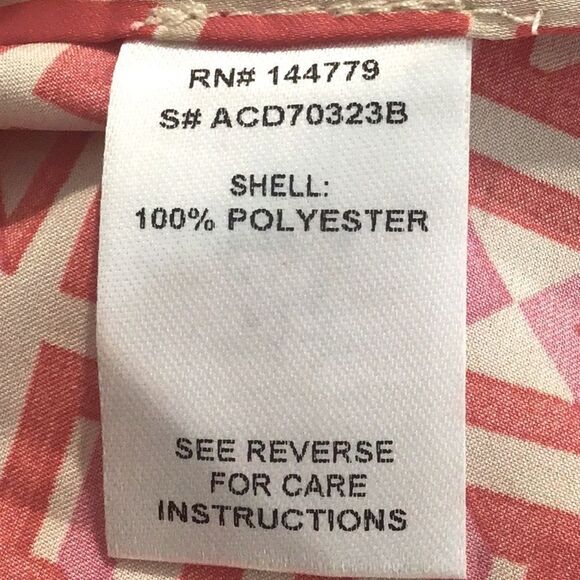 RN# 144779
S# ACD70323B
SHELL:
100% POLYESTER
SEE REVERSE
FOR CARE
INSTRUCTIONS